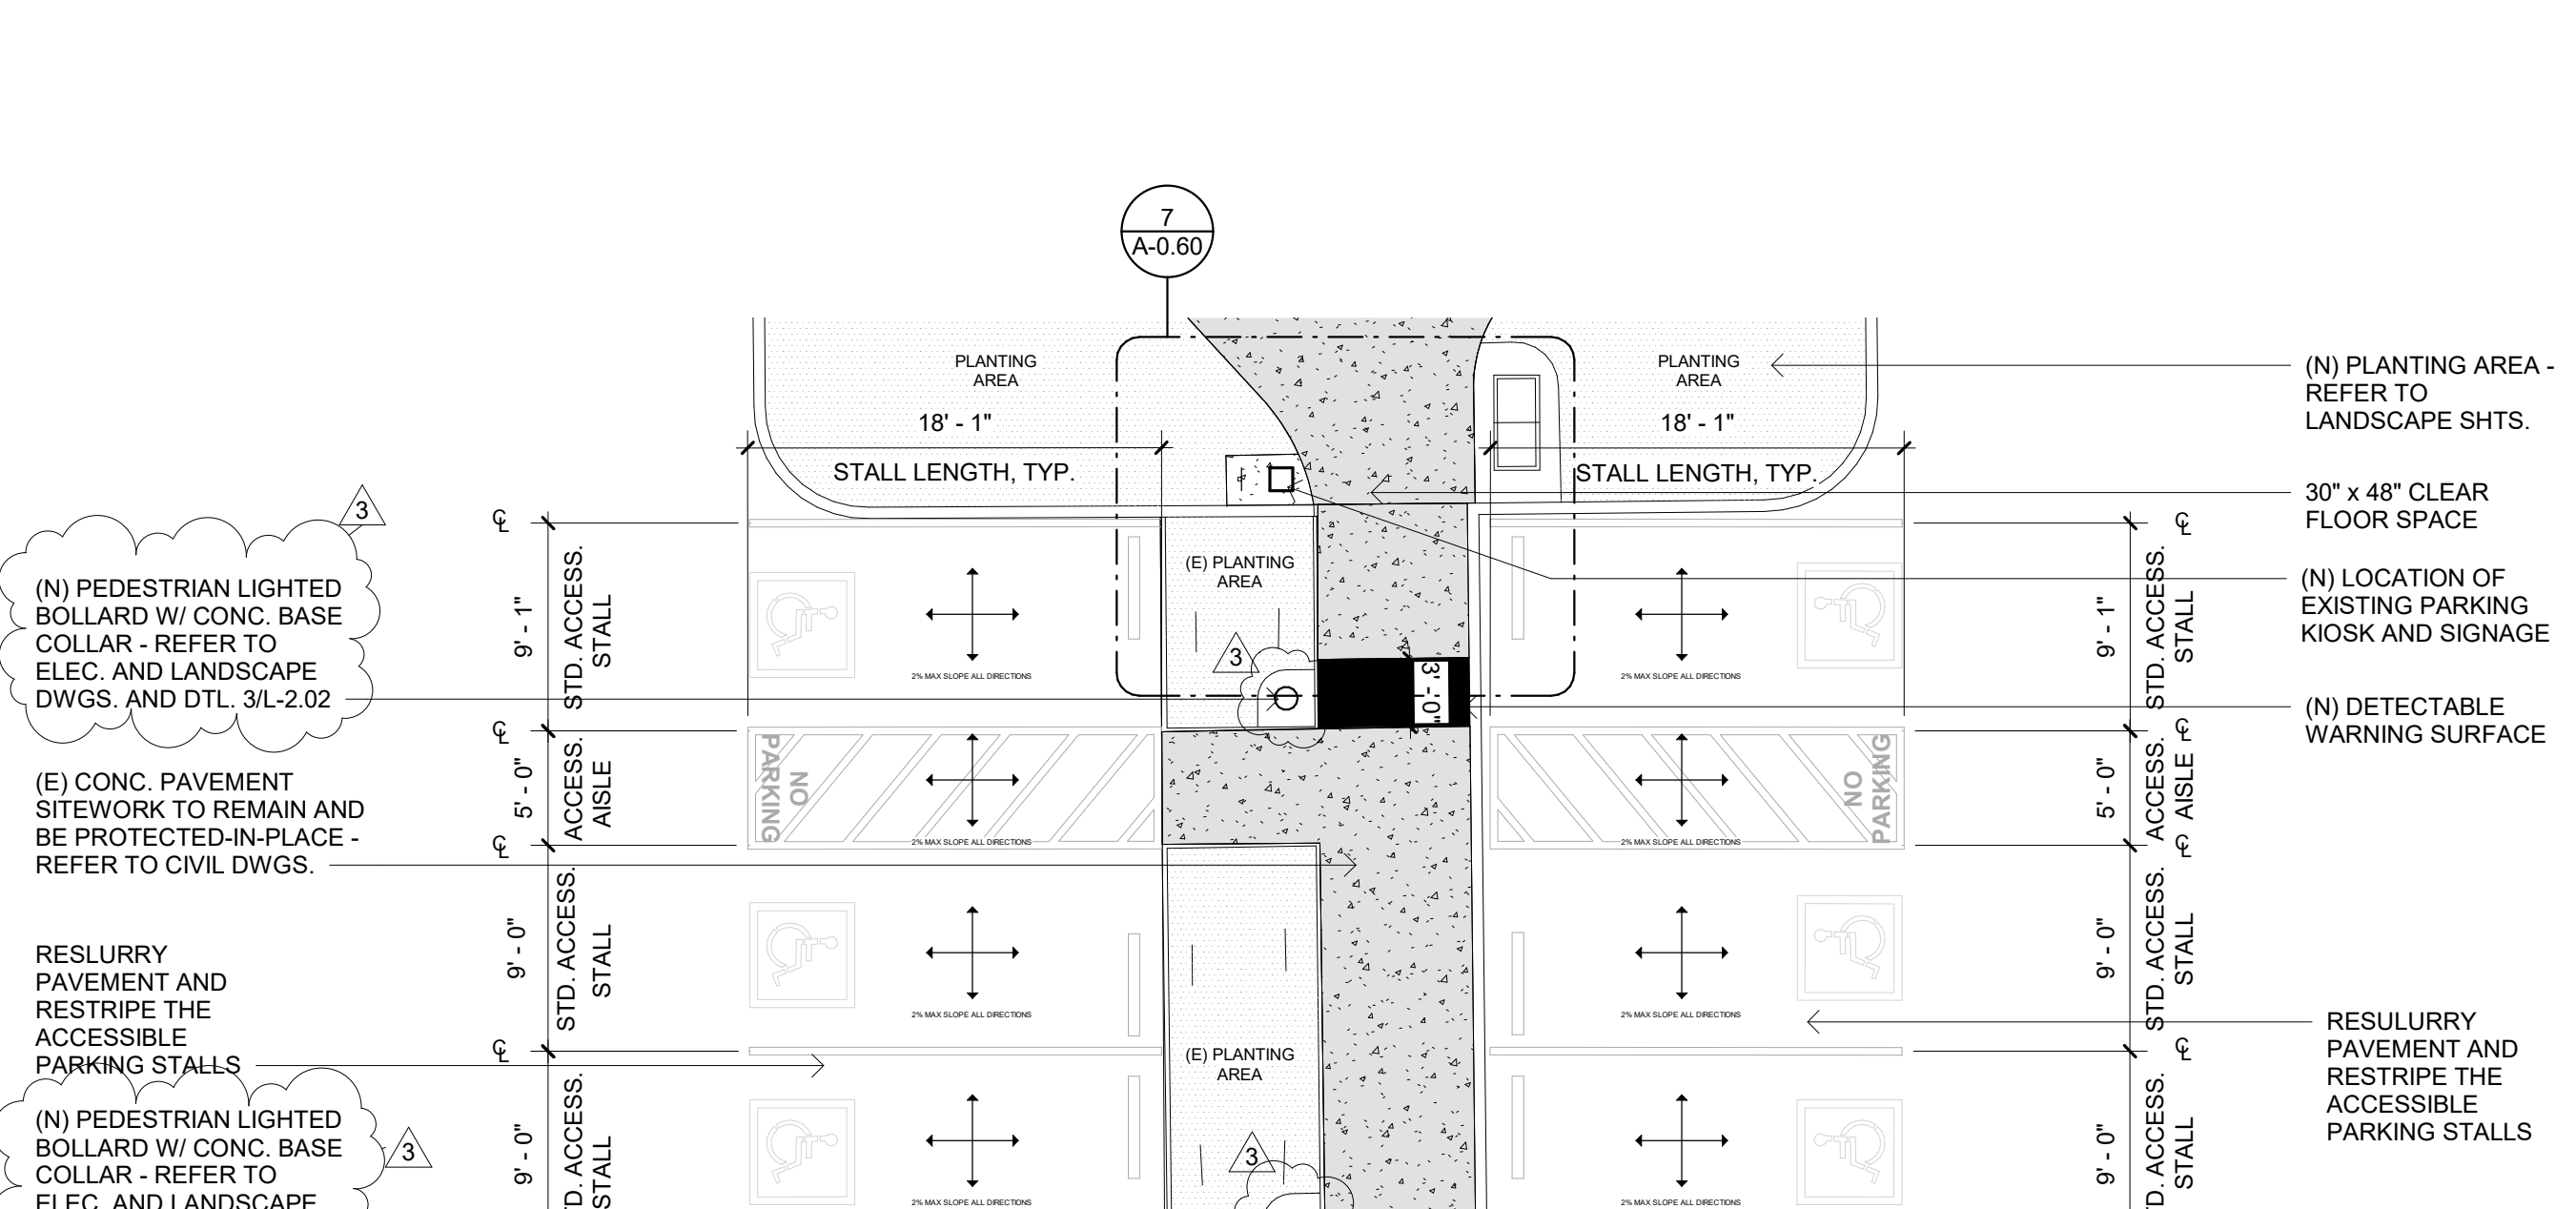 7
A-0.60
PLANTING
AREA
18' - 1"
STALL LENGTH, TYP.
PLANTING
AREA
18' - 1"
STALL LENGTH, TYP.
(N) PLANTING AREA -
REFER TO
LANDSCAPE SHTS.
30" x 48" CLEAR
FLOOR SPACE
(N) LOCATION OF
EXISTING PARKING
KIOSK AND SIGNAGE
(N) DETECTABLE
WARNING SURFACE
RESULURRY
PAVEMENT AND
RESTRIPE THE
ACCESSIBLE
PARKING STALLS
3
(N) PEDESTRIAN LIGHTED
BOLLARD W/ CONC. BASE
COLLAR - REFER TO
ELEC. AND LANDSCAPE
DWGS. AND DTL. 3/L-2.02
(E) CONC. PAVEMENT
SITEWORK TO REMAIN AND
BE PROTECTED-IN-PLACE -
REFER TO CIVIL DWGS.
RESLURRY
PAVEMENT AND
RESTRIPE THE
ACCESSIBLE
PARKING STALLS
3
(N) PEDESTRIAN LIGHTED
BOLLARD W/ CONC. BASE
COLLAR - REFER TO
ELEC. AND LANDSCAPE
℄
9' - 1"
STD. ACCESS.
STALL
℄
5' - 0"
ACCESS.
AISLE
℄
9' - 0"
STD. ACCESS.
STALL
℄
9' - 0"
TD. ACCESS.
STALL
(E) PLANTING
AREA
3
3' - 0"
2% MAX SLOPE ALL DIRECTIONS
2% MAX SLOPE ALL DIRECTIONS
NO
PARKING
2% MAX SLOPE ALL DIRECTIONS
2% MAX SLOPE ALL DIRECTIONS
NO
PARKING
2% MAX SLOPE ALL DIRECTIONS
2% MAX SLOPE ALL DIRECTIONS
(E) PLANTING
AREA
3
2% MAX SLOPE ALL DIRECTIONS
2% MAX SLOPE ALL DIRECTIONS
℄
9' - 1"
STD. ACCESS.
STALL
℄
5' - 0"
ACCESS.
AISLE
℄
9' - 0"
STD. ACCESS.
STALL
℄
9' - 0"
TD. ACCESS.
STALL